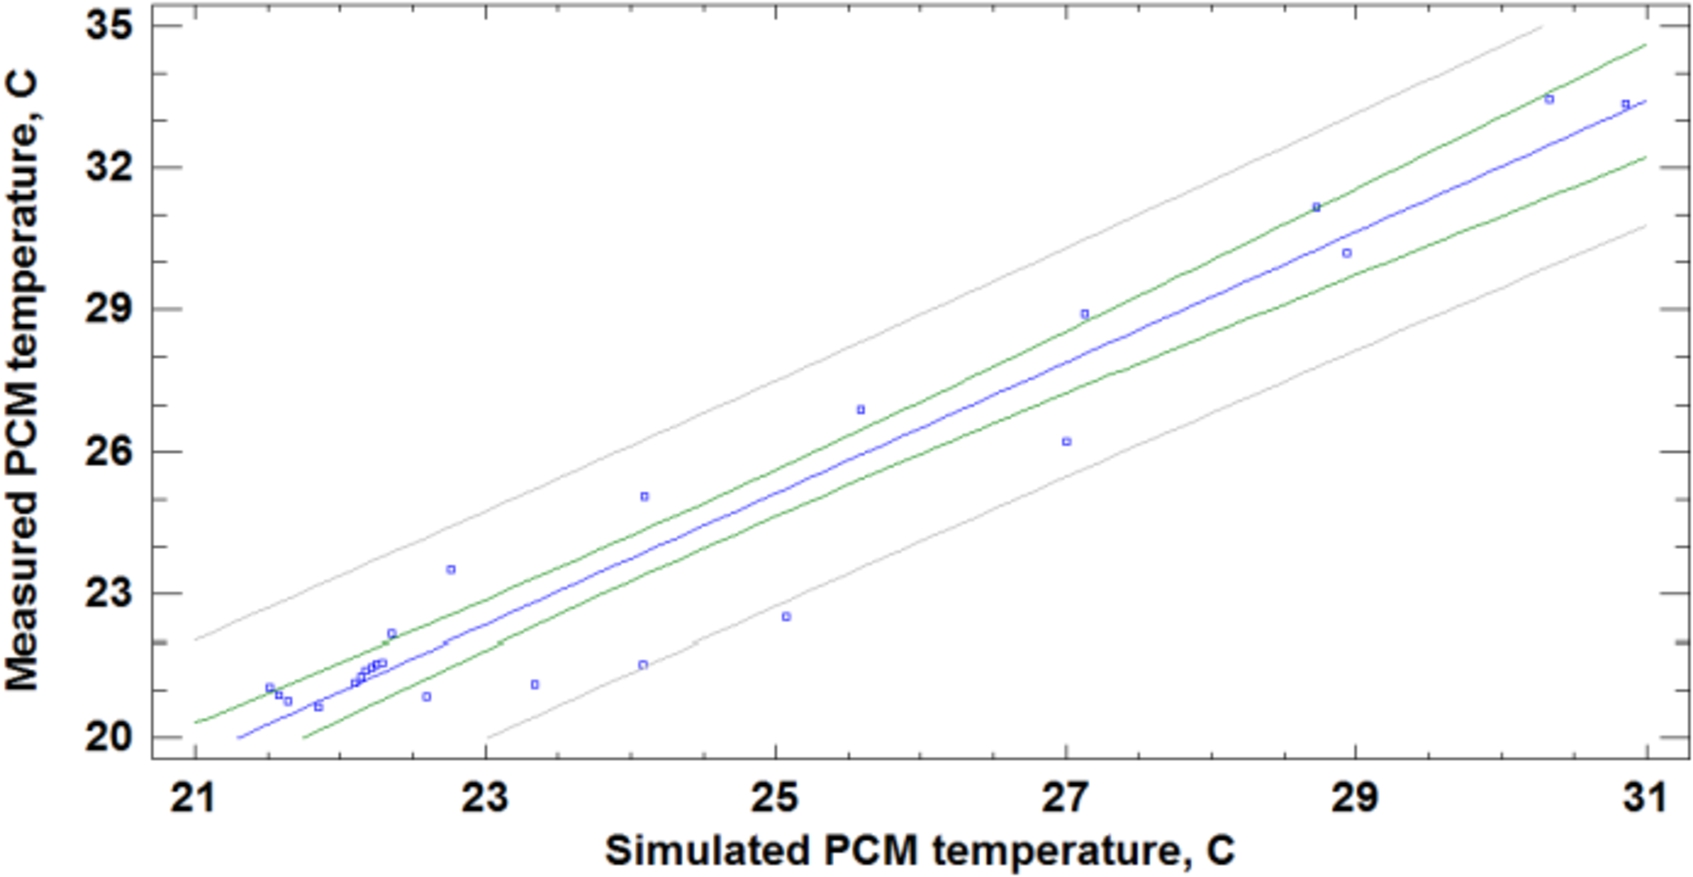 Measured PCM temperature, C
35
32
29
26
23
20
21 23 25 27 29 31
Simulated PCM temperature, C